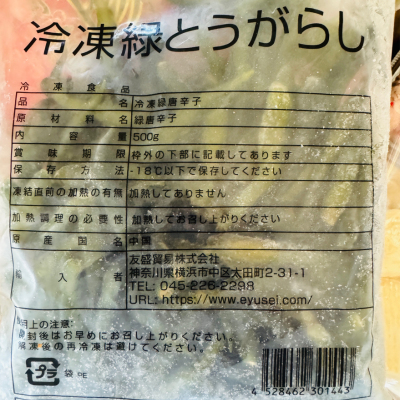 冷凍緑とうがらし
冷凍食品
品名 冷凍緑唐辛子
原材料名 緑唐辛子
内容量 500g
賞味期限 枠外の下部に記載してあります
保存方法 -18℃以下で保存してください
凍結直前の加熱の有無 加熱してありません
加熱調理の必要性 加熱してお召し上がりください
原産国名 中国
輸入者 友盛貿易株式会社
神奈川県横浜市中区太田町2-31-1
TEL: 045-226-2298
URL: https://www.eyusei.com/
用上の注意:
開封後はお早めにお召し上がりください。
解凍後の再冷凍は避けてください。
プラ 袋 PE
4 528462 301443